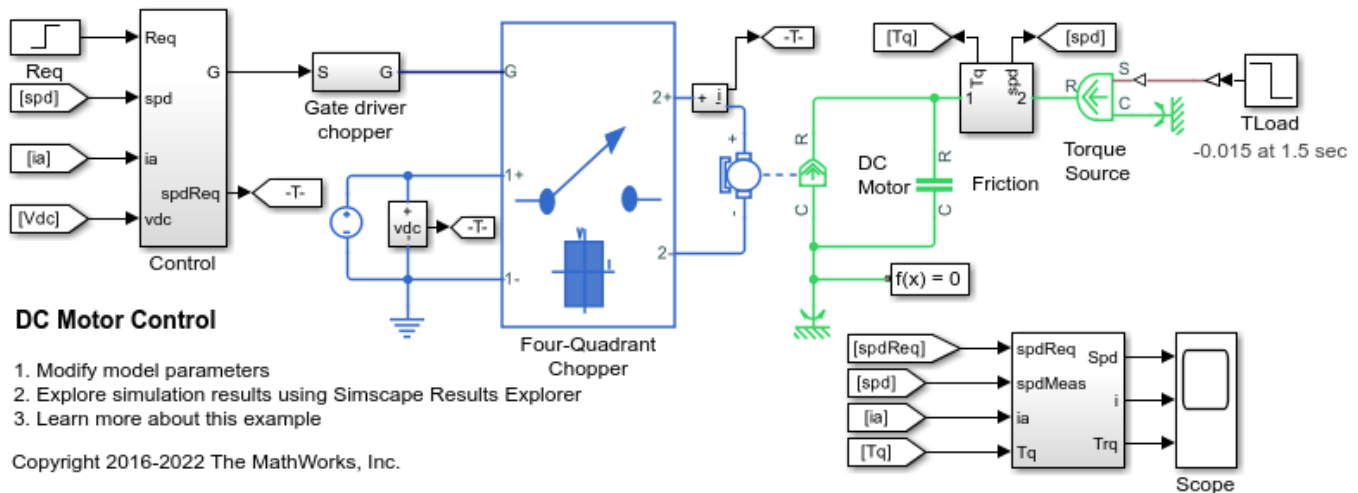 Req
Req
[spd]
spd
[ia]
ia
[Vdc]
vdc
G
spdReq
-T-
Control
S
G
Gate driver
chopper
G
1+
1-
2+
2-
+
vdc
-T-
Four-Quadrant
Chopper
+ i
-T-
+
-
R
C
DC
Motor
R
C
[Tq]
[spd]
Tq
spd
1
2
Friction
R
S
C
Torque
Source
TLoad
-0.015 at 1.5 sec
f(x) = 0
DC Motor Control
1. Modify model parameters
2. Explore simulation results using Simscape Results Explorer
3. Learn more about this example
Copyright 2016-2022 The MathWorks, Inc.
[spdReq]
spdReq
[spd]
spdMeas
[ia]
ia
[Tq]
Tq
Spd
i
Trq
Scope